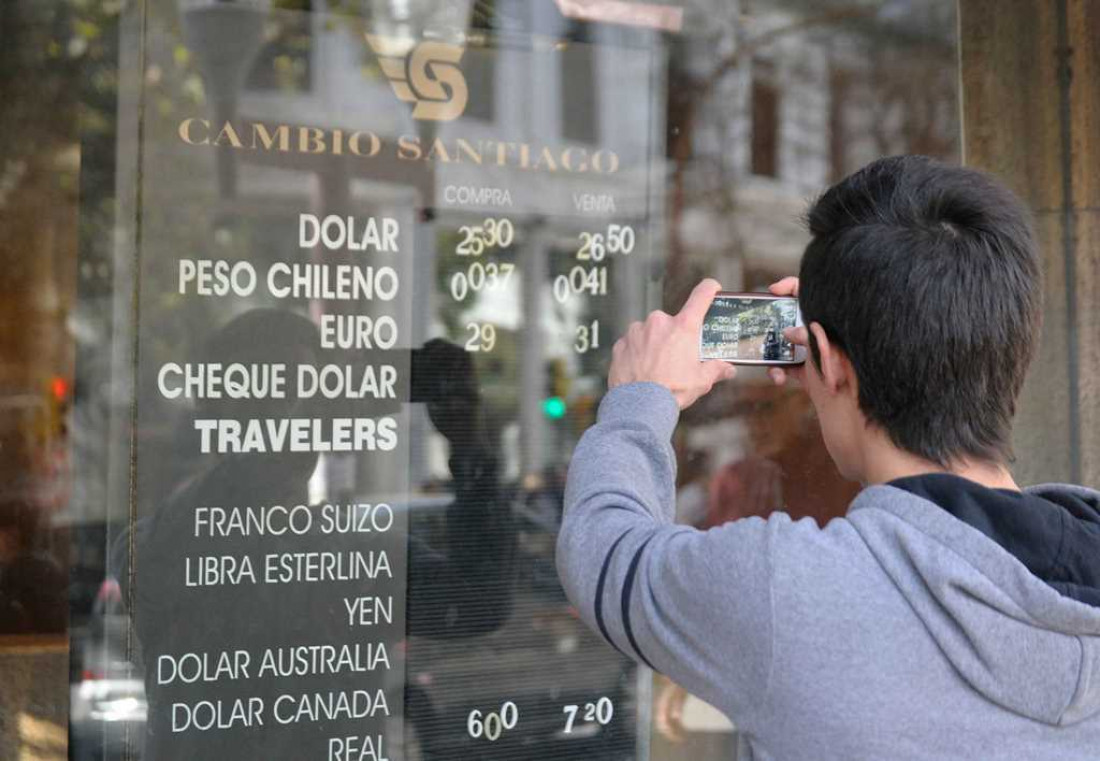 CAMBIO SANTIAGO
COMPRA VENTA
DOLAR 2530 2650
PESO CHILENO 0037 0041
EURO 29 31
CHEQUE DOLAR
TRAVELERS
FRANCO SUIZO
LIBRA ESTERLINA
YEN
DOLAR AUSTRALIA
DOLAR CANADA 600 720
REAL